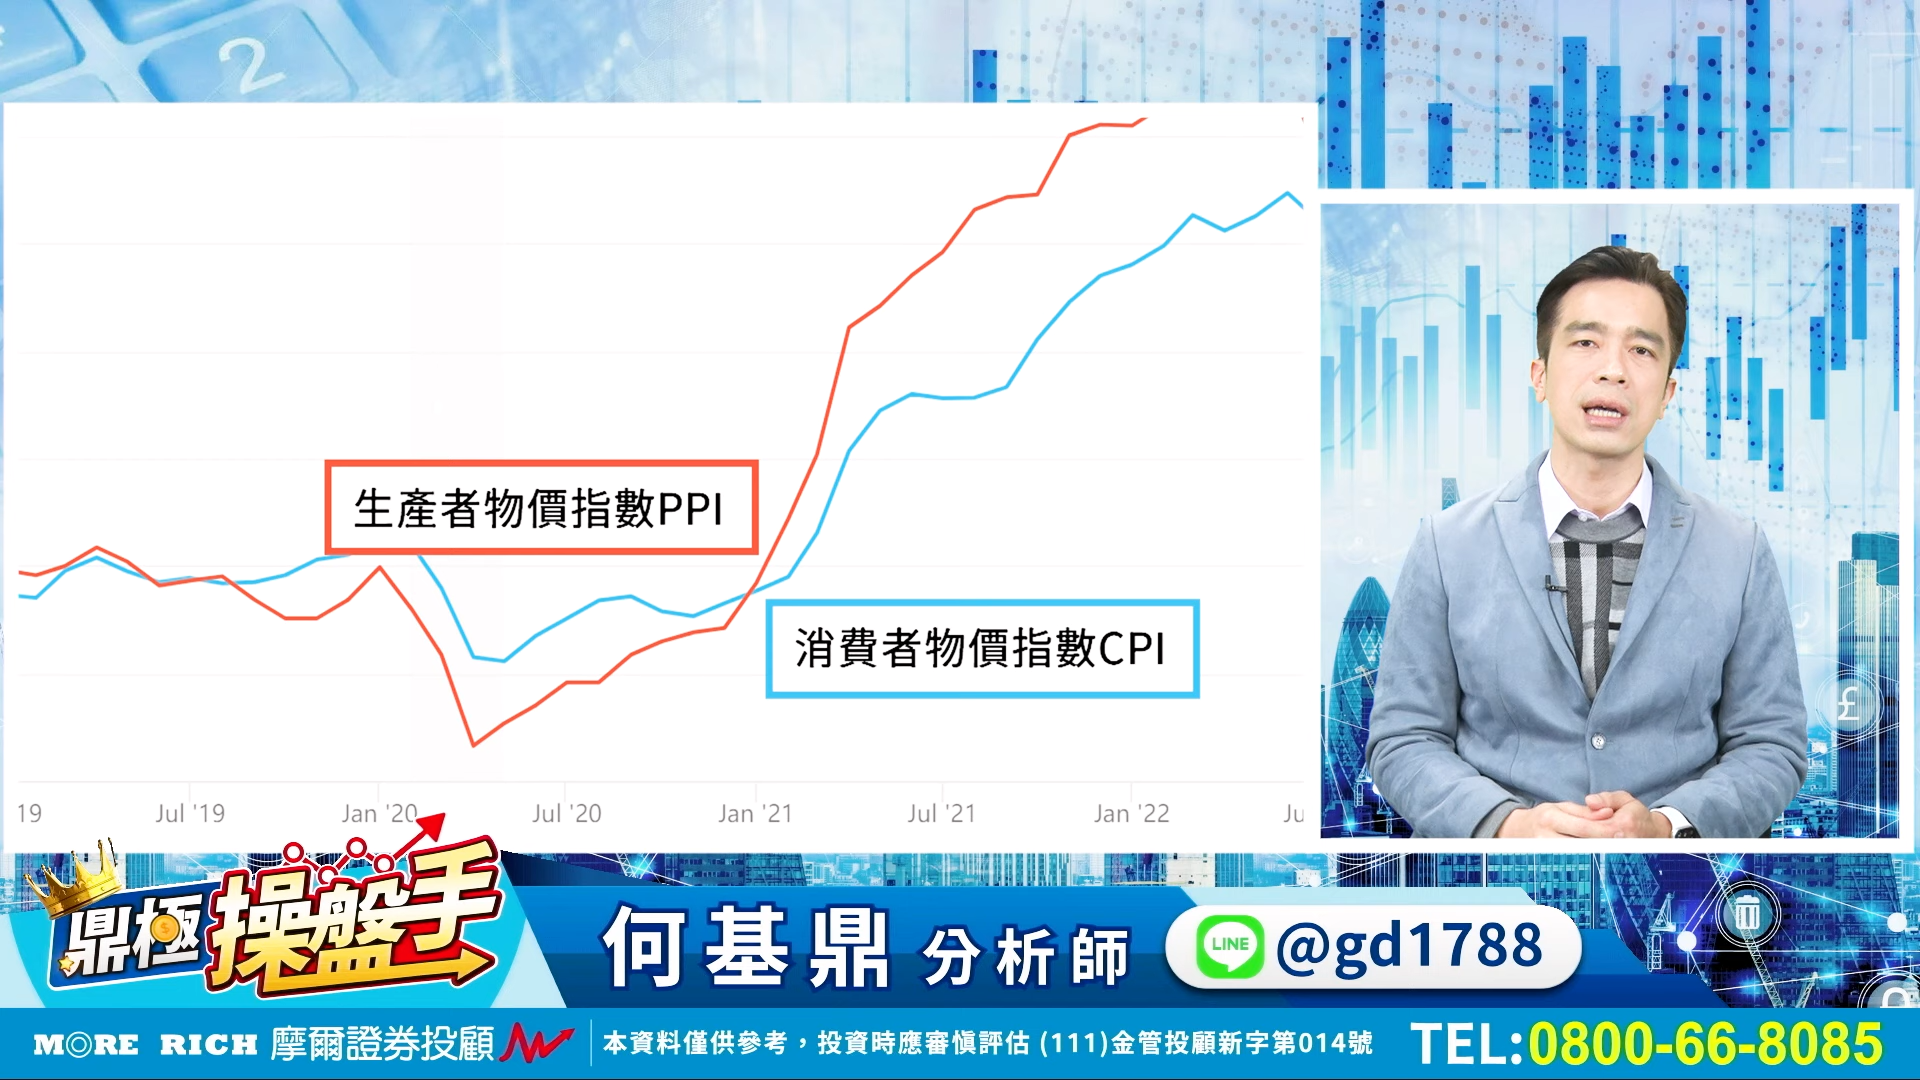 2
生產者物價指數PPI
消費者物價指數CPI
19
Jul '19
Jan '20
Jul '20
Jan '21
Jul '21
Jan '22
Ju
£
鼎極操盤手
何基鼎 分析師
LINE @gd1788
MORE RICH 摩爾證券投顧
本資料僅供參考，投資時應審慎評估 (111)金管投顧新字第014號
TEL:0800-66-8085